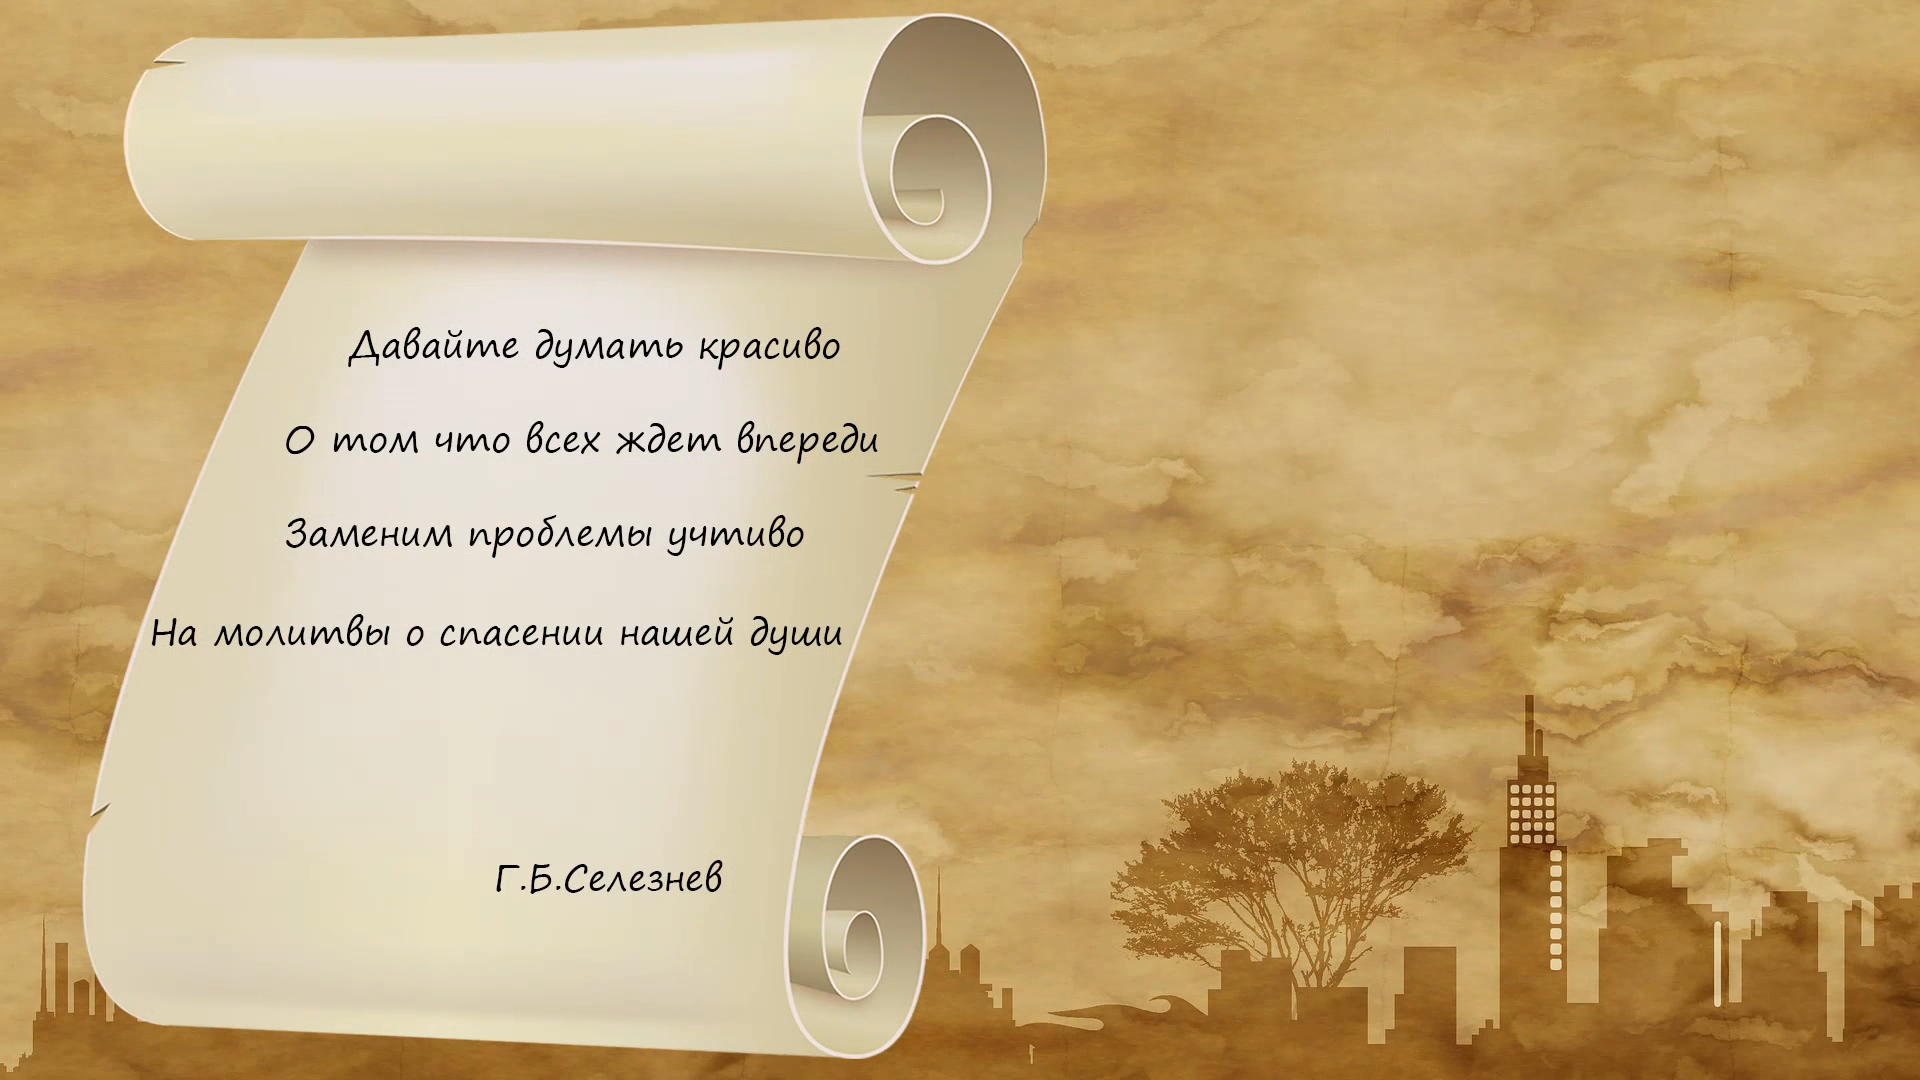 Давайте думать красиво
О том что всех ждет впереди
Заменим проблемы учтиво
На молитвы о спасении нашей души
Г.Б.Селезнев